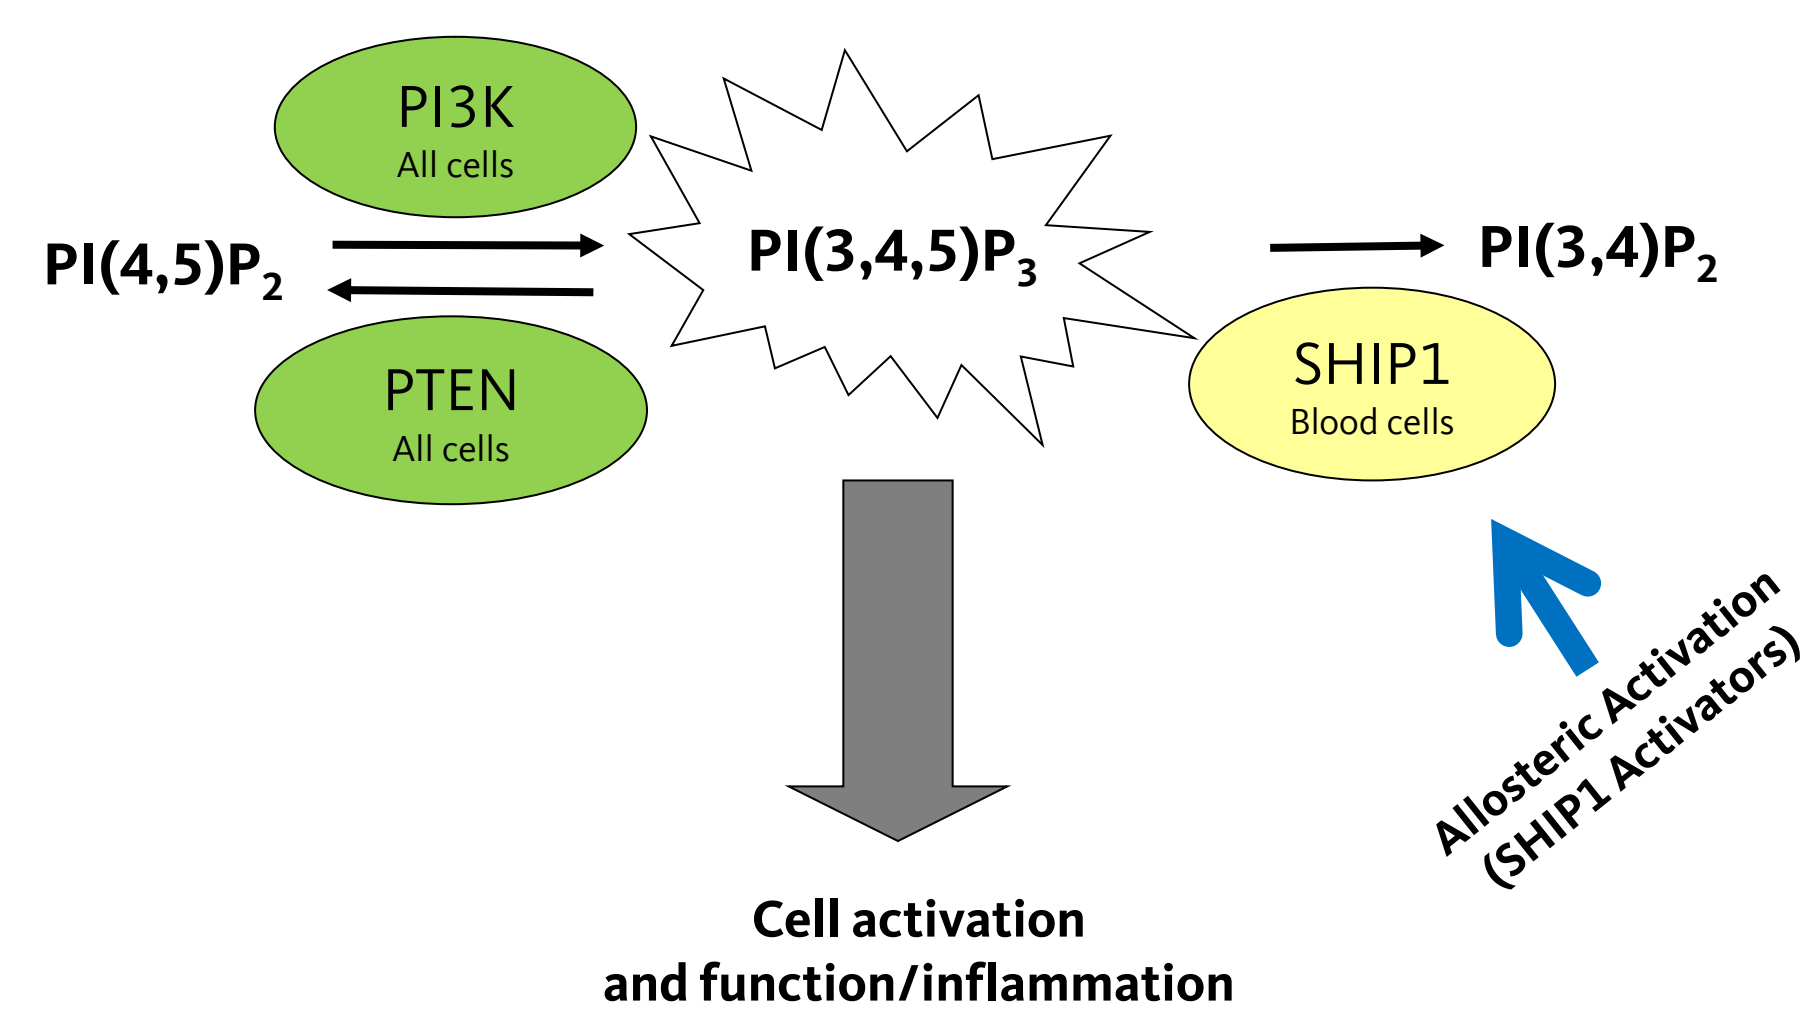 PI3K
All cells
PI(4,5)P₂
PTEN
All cells
PI(3,4,5)P₃
PI(3,4)P₂
SHIP1
Blood cells
Allosteric Activation
(SHIP1 Activators)
Cell activation
and function/inflammation